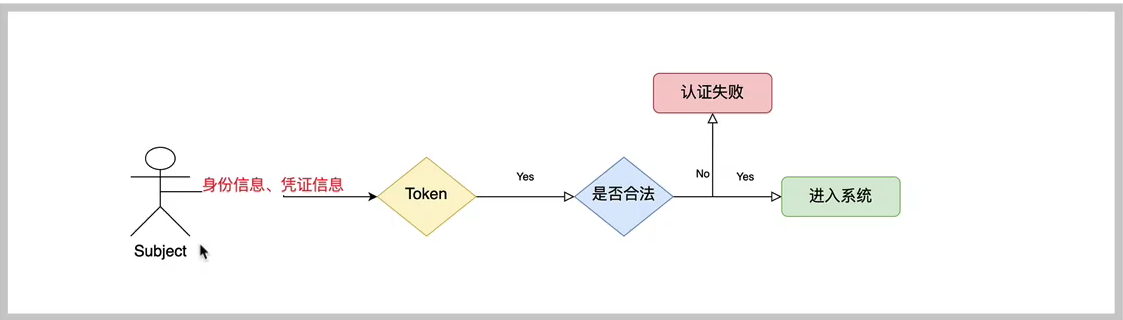 认证失败
身份信息、凭证信息
Token
Yes
是否合法
No
Yes
进入系统
Subject